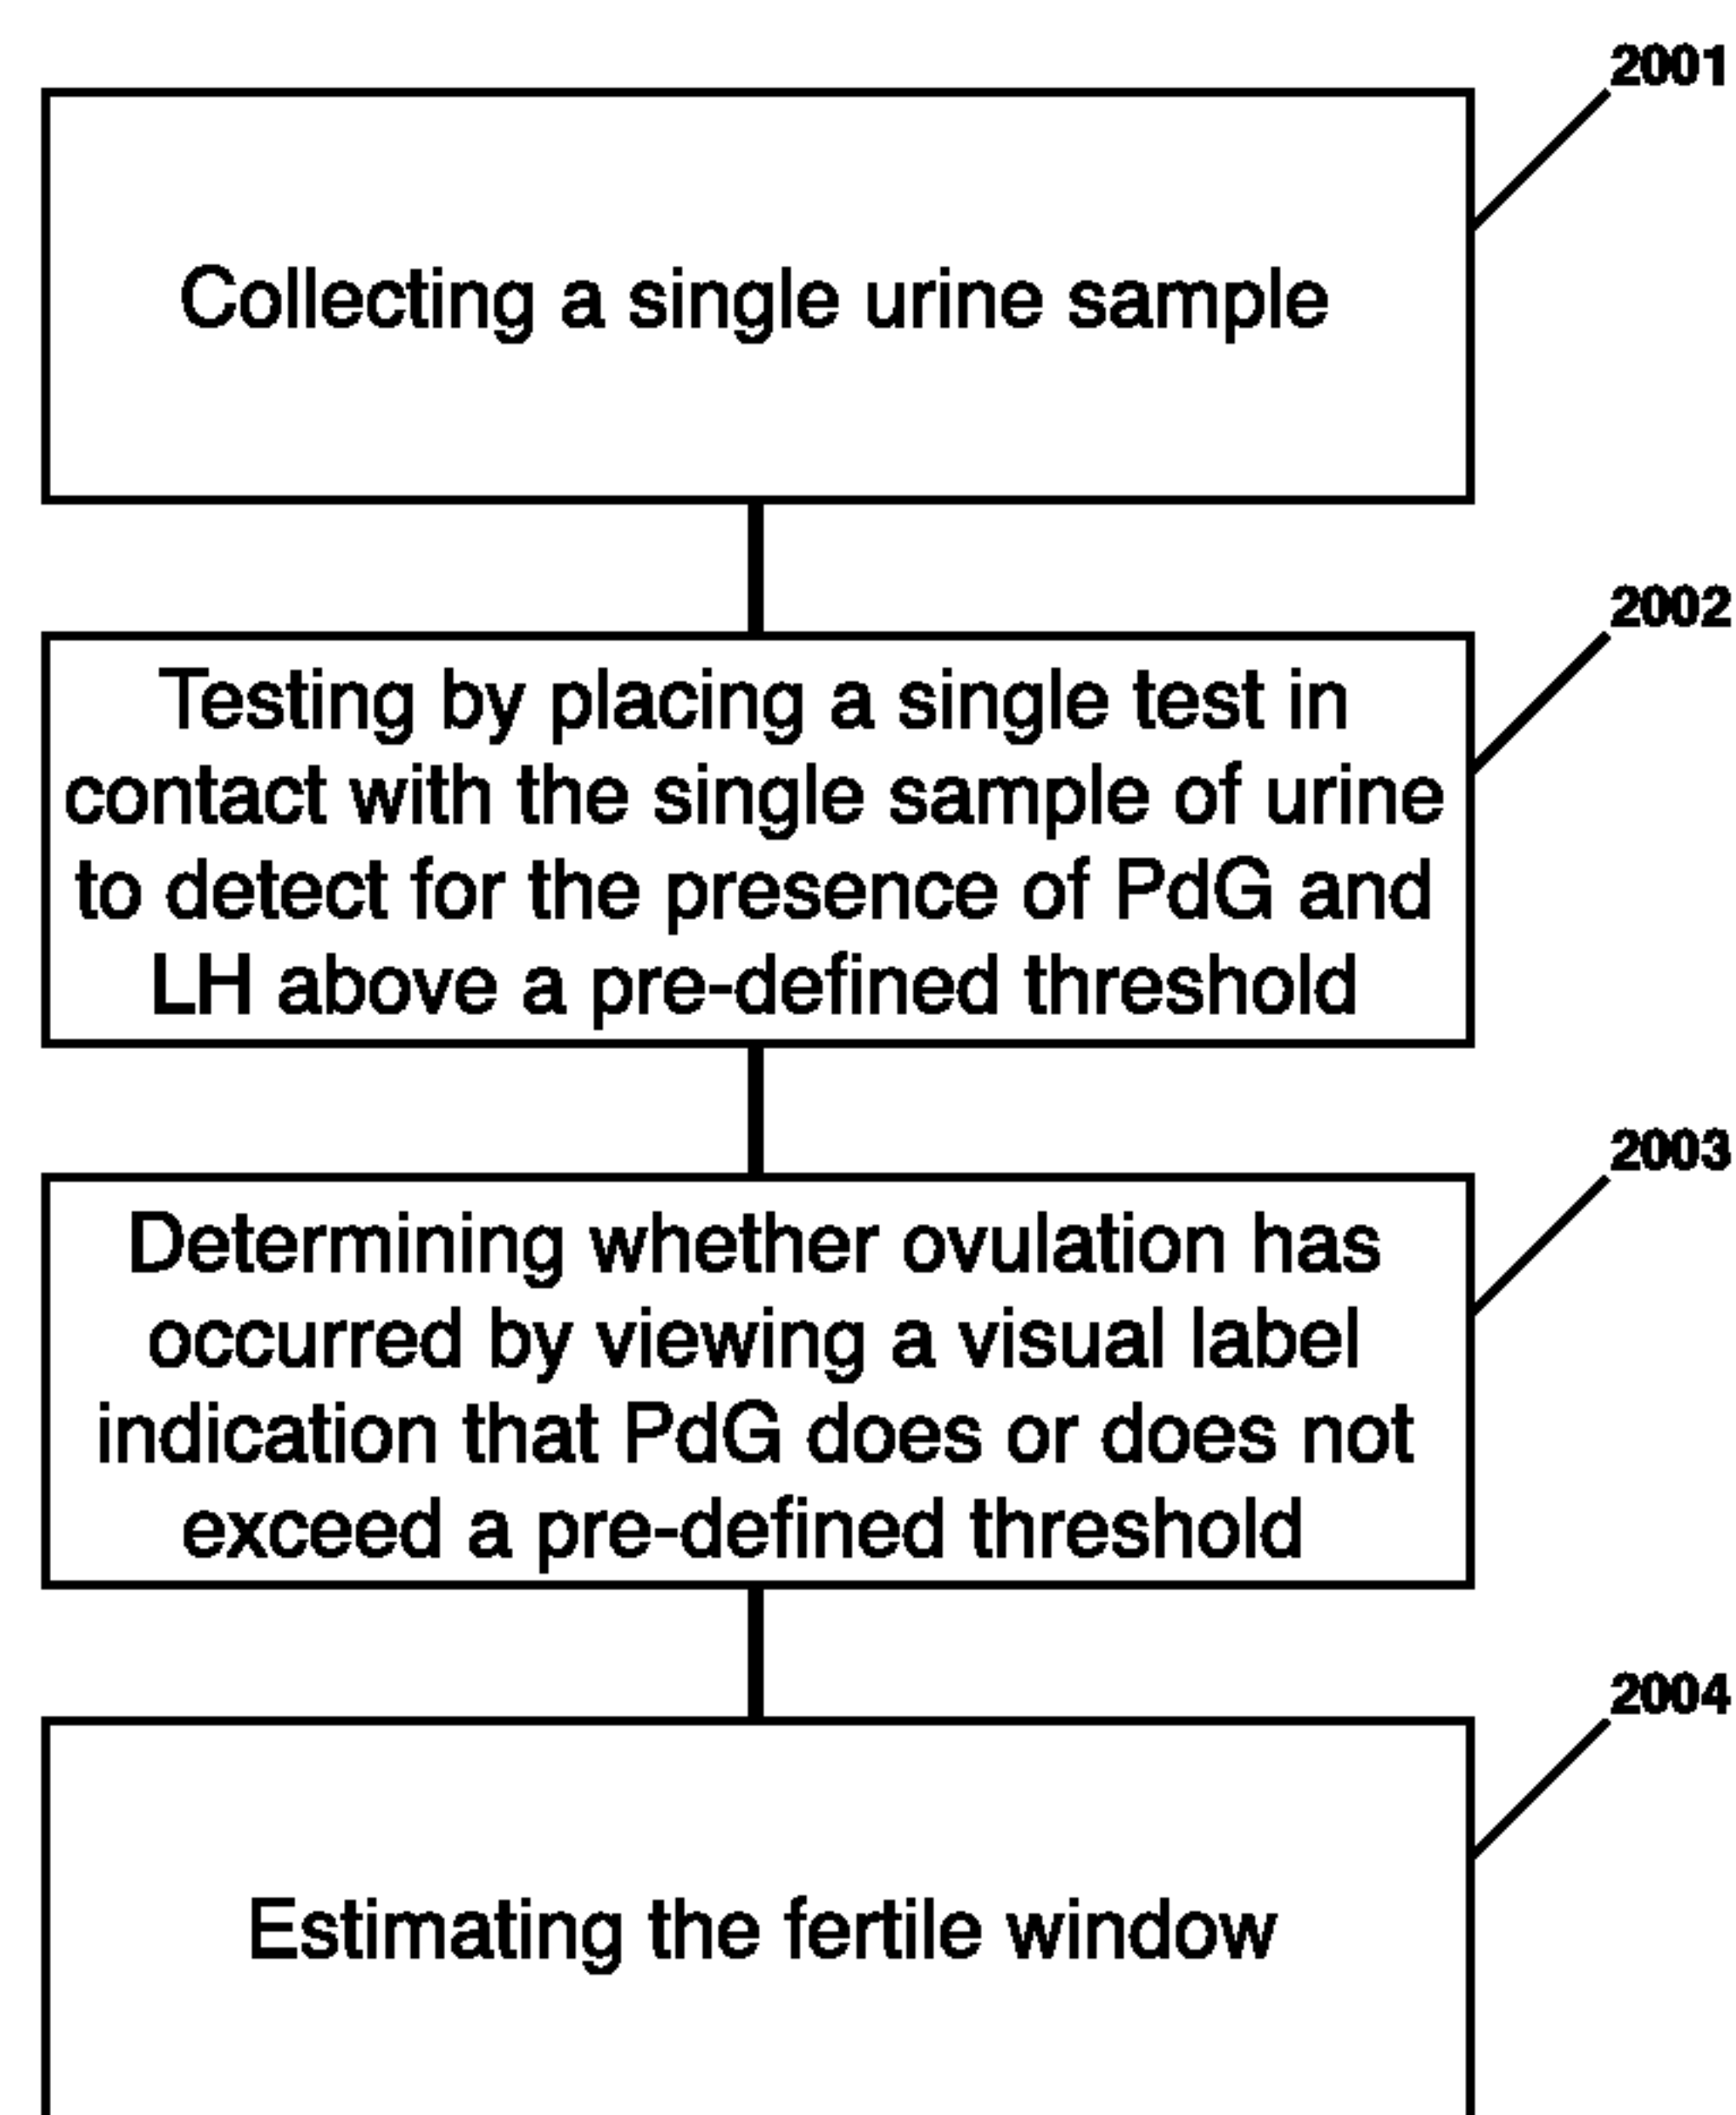 2001
Collecting a single urine sample
2002
Testing by placing a single test in
contact with the single sample of urine
to detect for the presence of PdG and
LH above a pre-defined threshold
2003
Determining whether ovulation has
occurred by viewing a visual label
indication that PdG does or does not
exceed a pre-defined threshold
2004
Estimating the fertile window